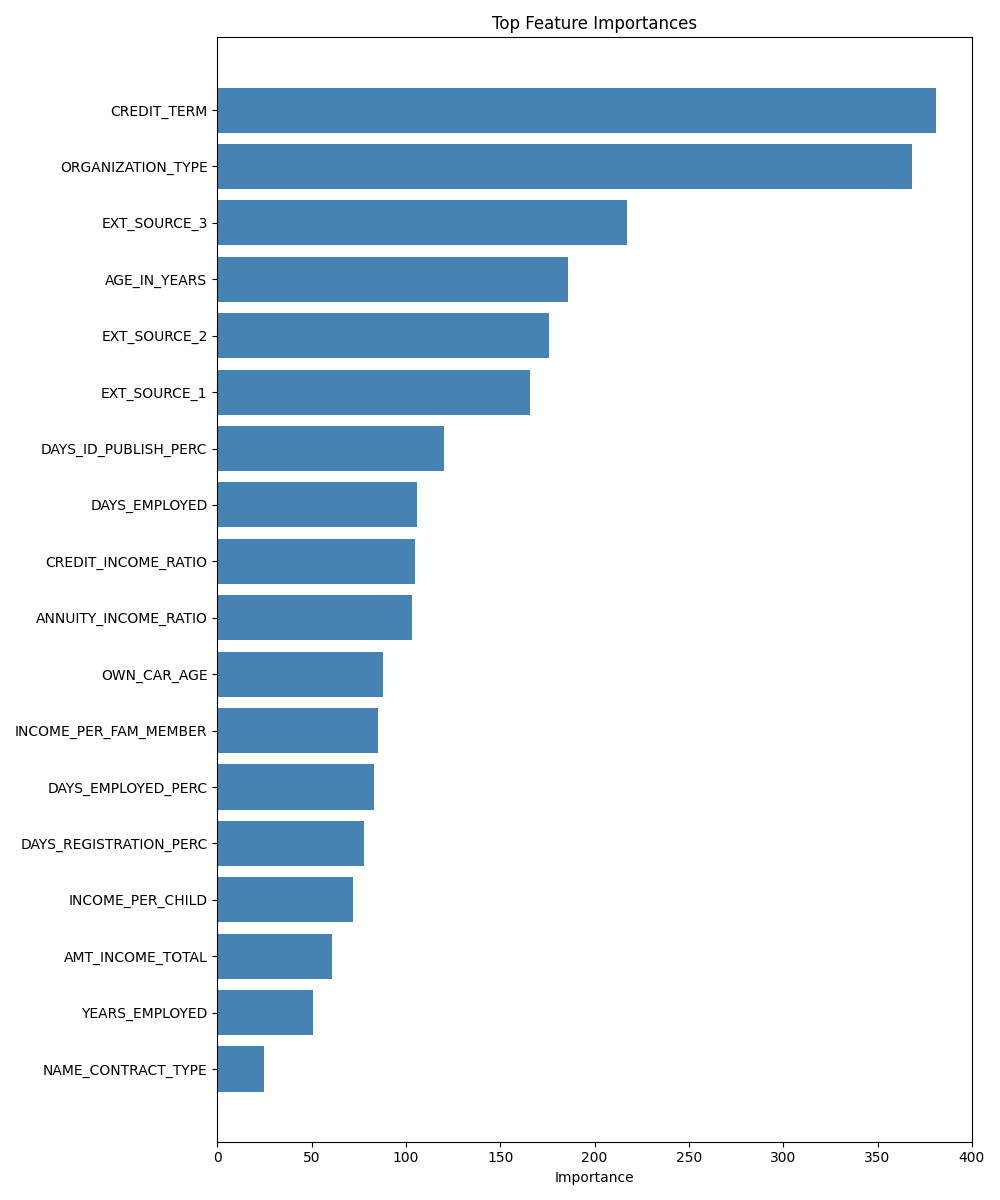 Top Feature Importances
CREDIT_TERM
ORGANIZATION_TYPE
EXT_SOURCE_3
AGE_IN_YEARS
EXT_SOURCE_2
EXT_SOURCE_1
DAYS_ID_PUBLISH_PERC
DAYS_EMPLOYED
CREDIT_INCOME_RATIO
ANNUITY_INCOME_RATIO
OWN_CAR_AGE
INCOME_PER_FAM_MEMBER
DAYS_EMPLOYED_PERC
DAYS_REGISTRATION_PERC
INCOME_PER_CHILD
AMT_INCOME_TOTAL
YEARS_EMPLOYED
NAME_CONTRACT_TYPE
0 50 100 150 200 250 300 350 400
Importance